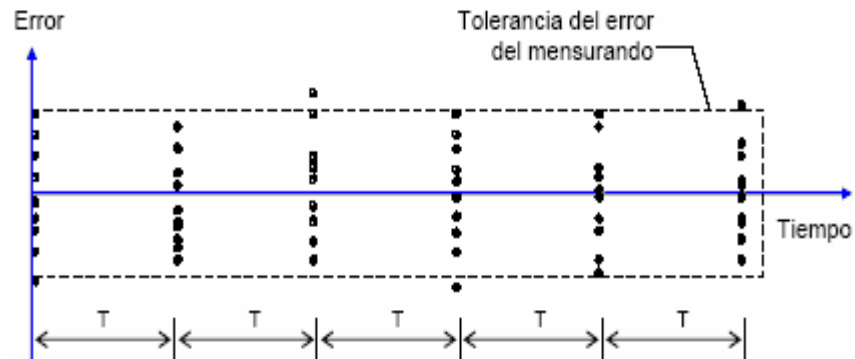 Error
Tolerancia del error
del mensurando
Tiempo
T T T T T